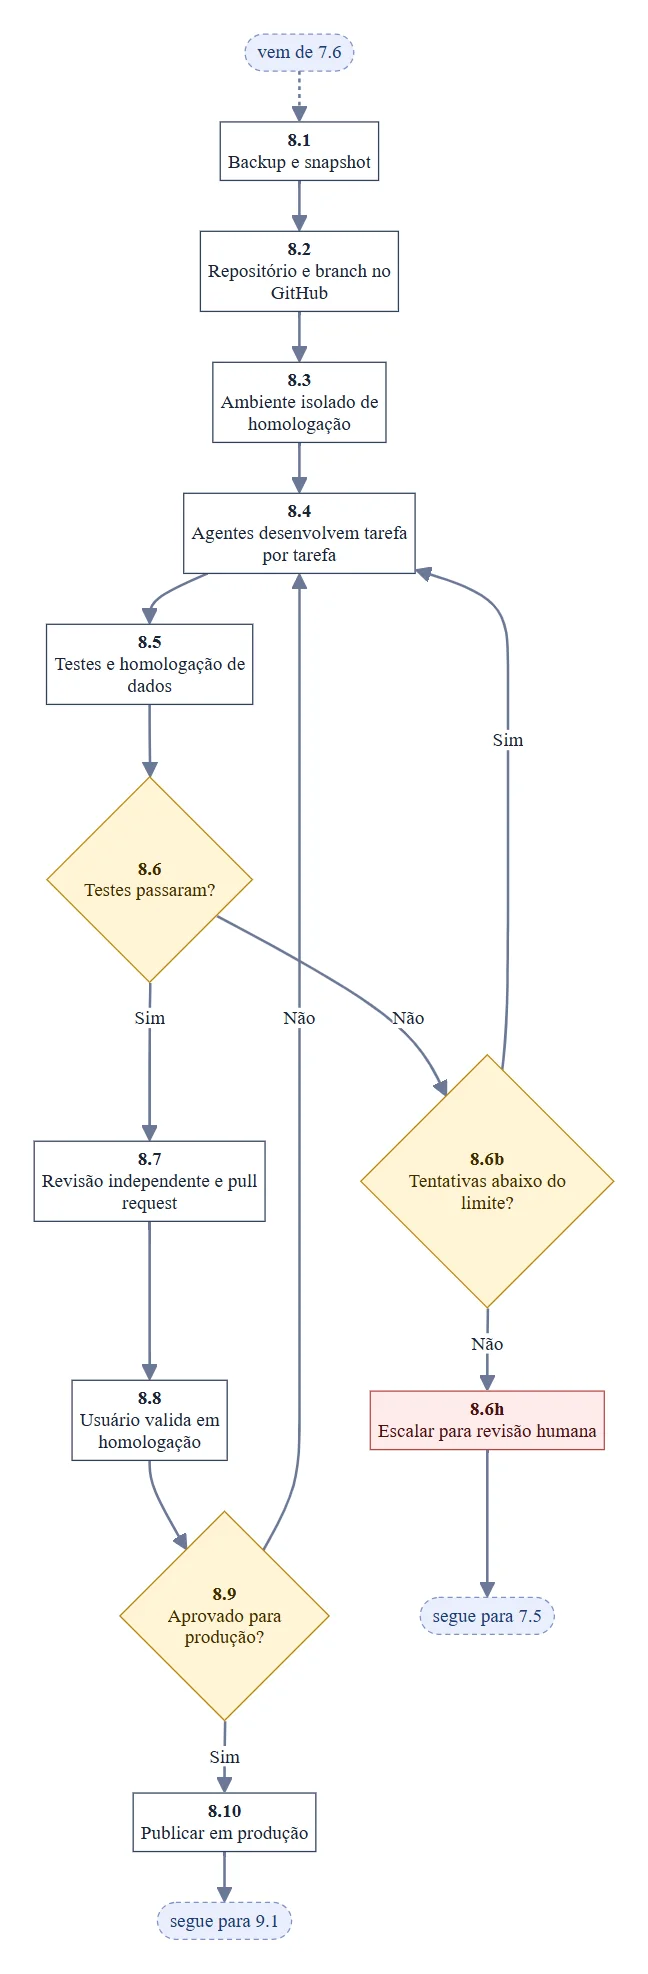 vem de 7.6
8.1
Backup e snapshot
8.2
Repositório e branch no
GitHub
8.3
Ambiente isolado de
homologação
8.4
Agentes desenvolvem tarefa
por tarefa
8.5
Testes e homologação de
dados
Sim
8.6
Testes passaram?
Sim
Não
Não
8.6b
Tentativas abaixo do
limite?
8.7
Revisão independente e pull
request
Não
8.8
Usuário valida em
homologação
8.6h
Escalar para revisão humana
8.9
Aprovado para
produção?
segue para 7.5
Sim
8.10
Publicar em produção
segue para 9.1